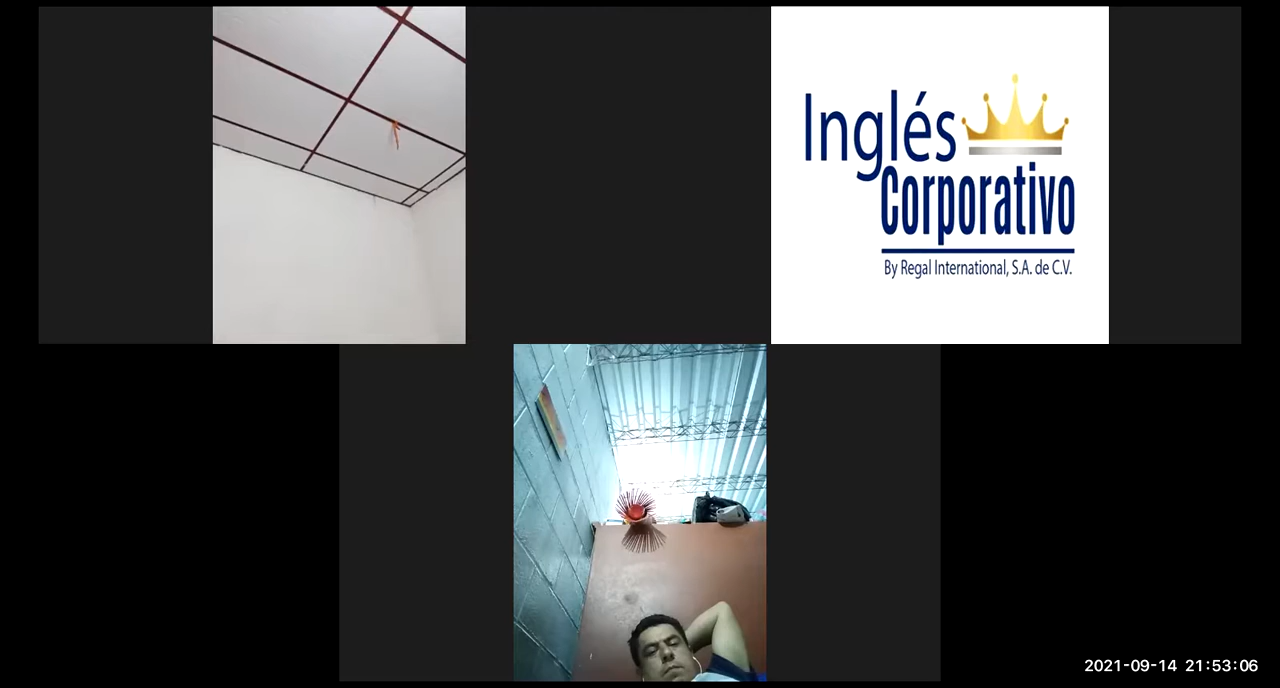 Inglés
Corporativo
By Regal International, S.A. de C.V.
2021-09-14 21:53:06